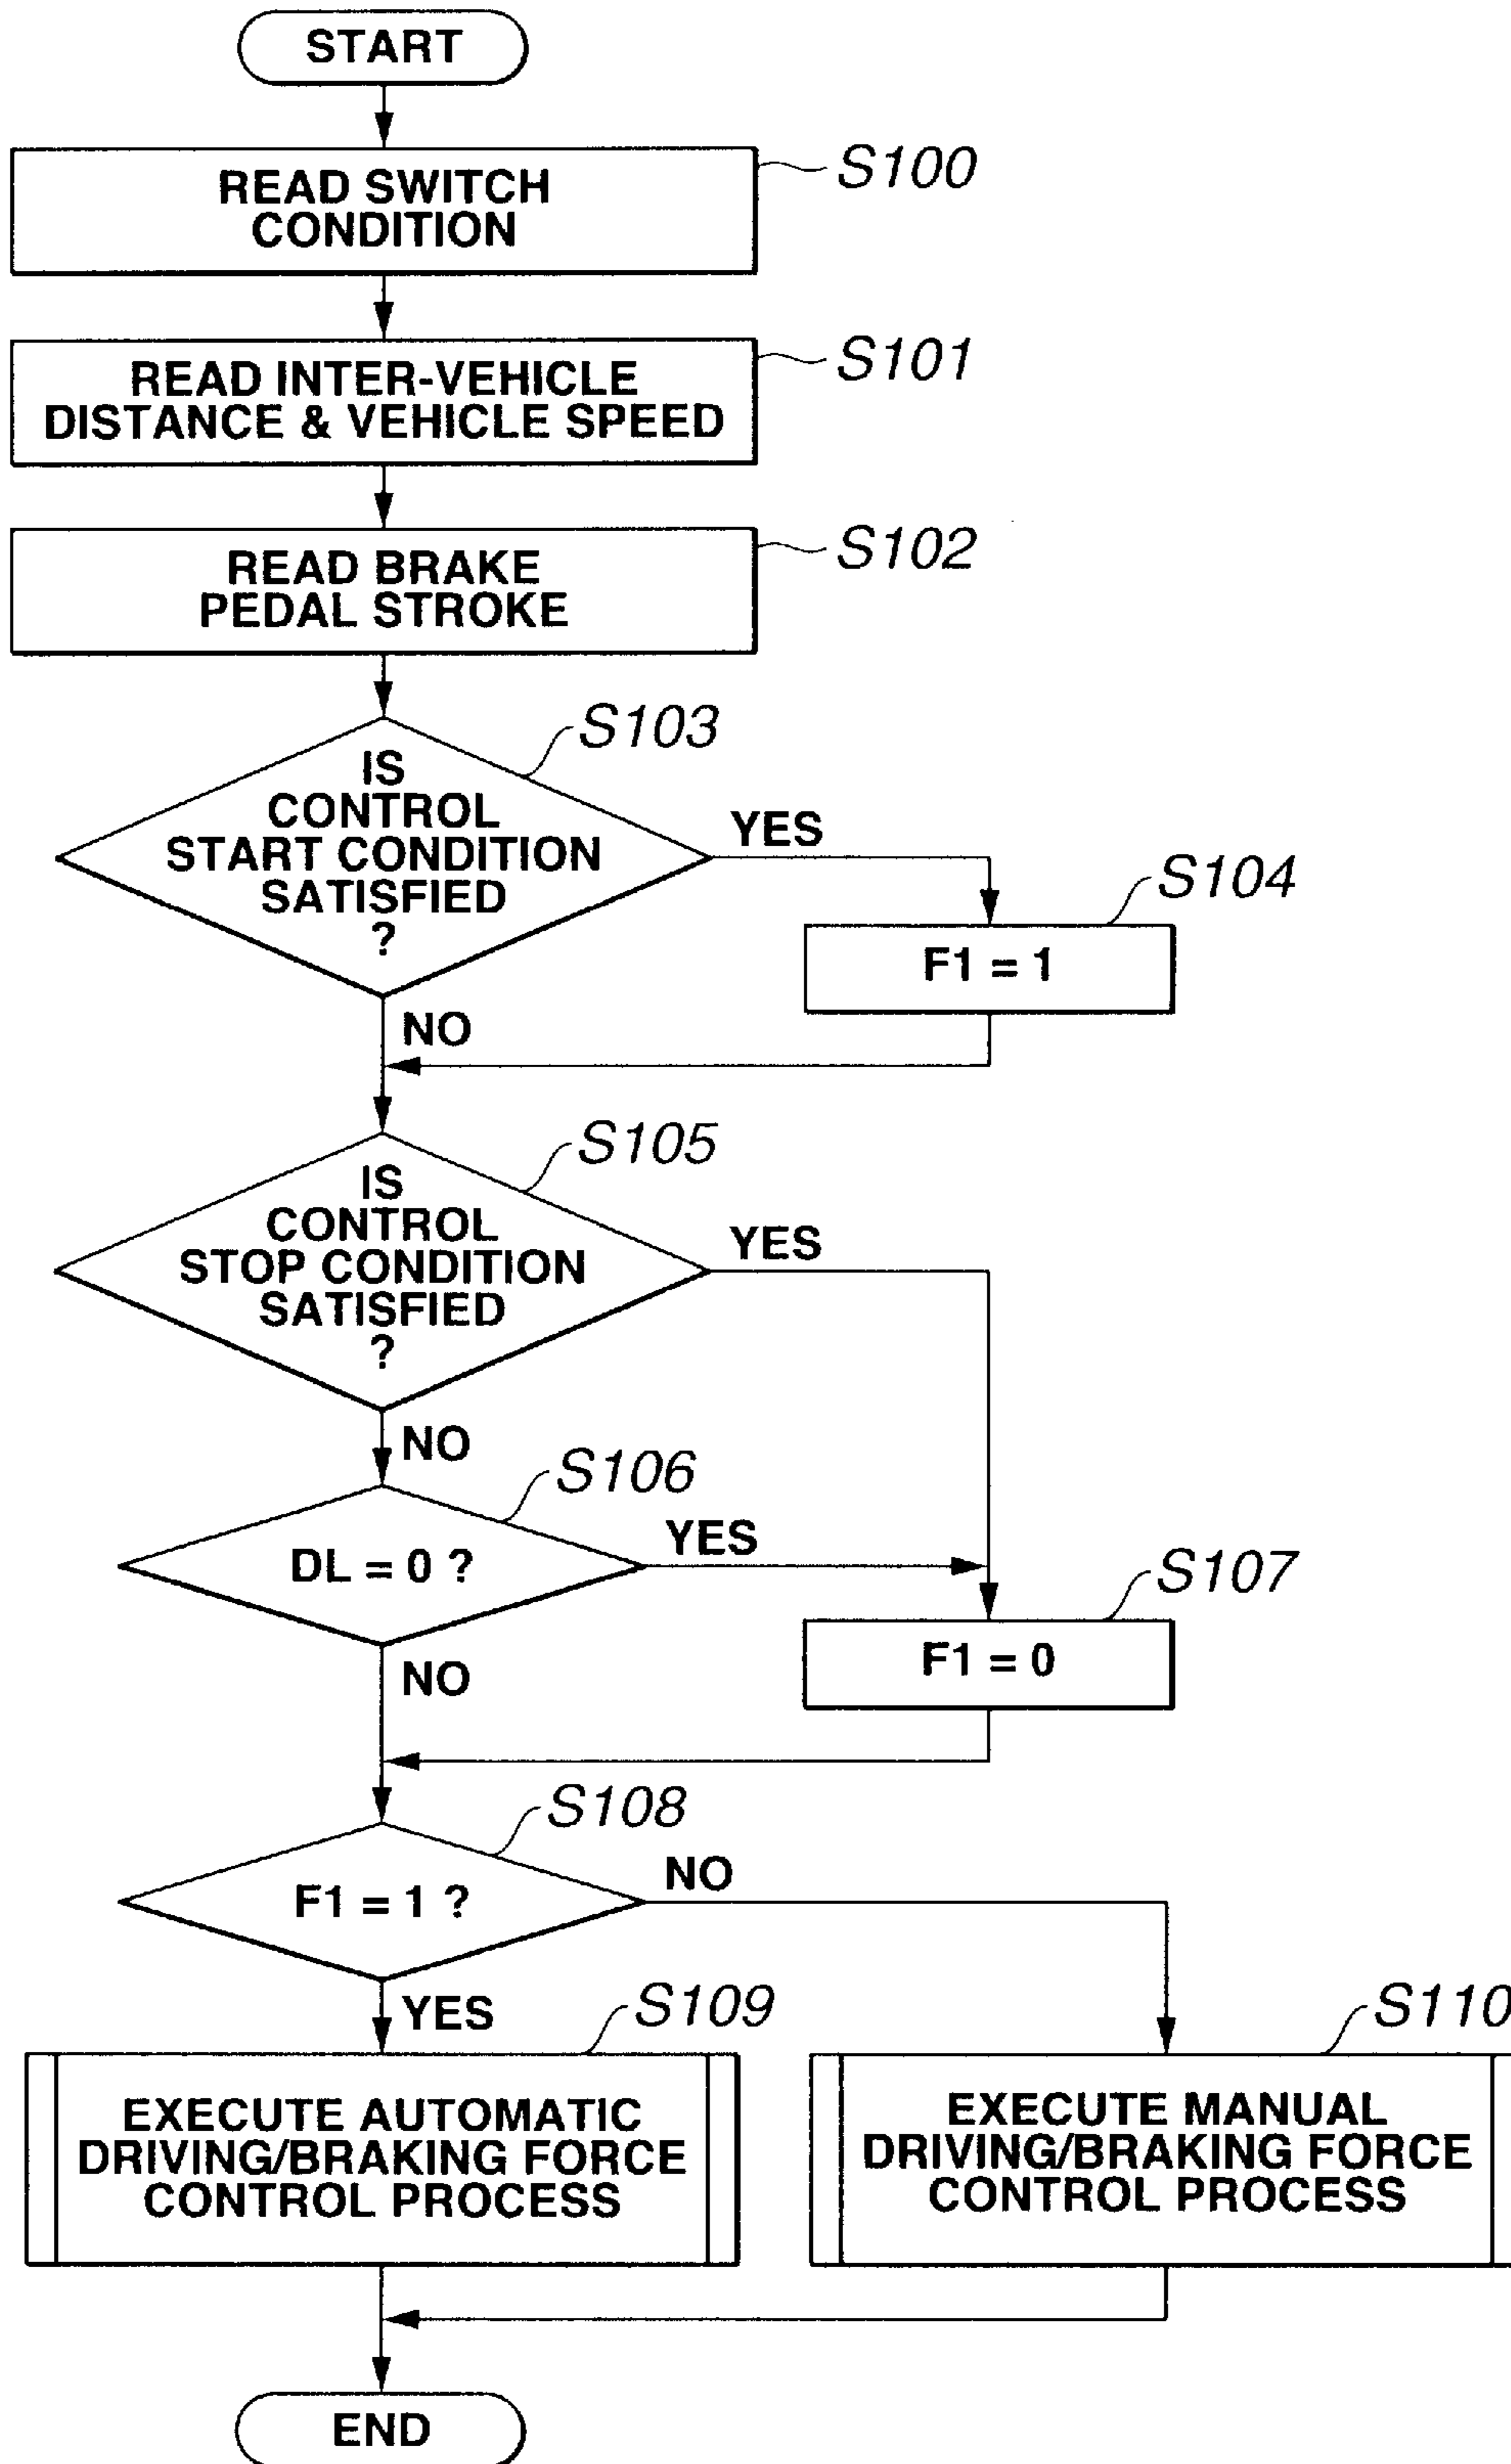 START
READ SWITCH
CONDITION
S100
READ INTER-VEHICLE
DISTANCE & VEHICLE SPEED
S101
READ BRAKE
PEDAL STROKE
S102
IS
CONTROL
START CONDITION
SATISFIED
?
S103
YES
S104
F1 = 1
NO
IS
CONTROL
STOP CONDITION
SATISFIED
?
S105
YES
NO
S106
DL = 0 ?
YES
S107
F1 = 0
NO
S108
F1 = 1 ?
NO
YES
S109
EXECUTE AUTOMATIC
DRIVING/BRAKING FORCE
CONTROL PROCESS
S110
EXECUTE MANUAL
DRIVING/BRAKING FORCE
CONTROL PROCESS
END